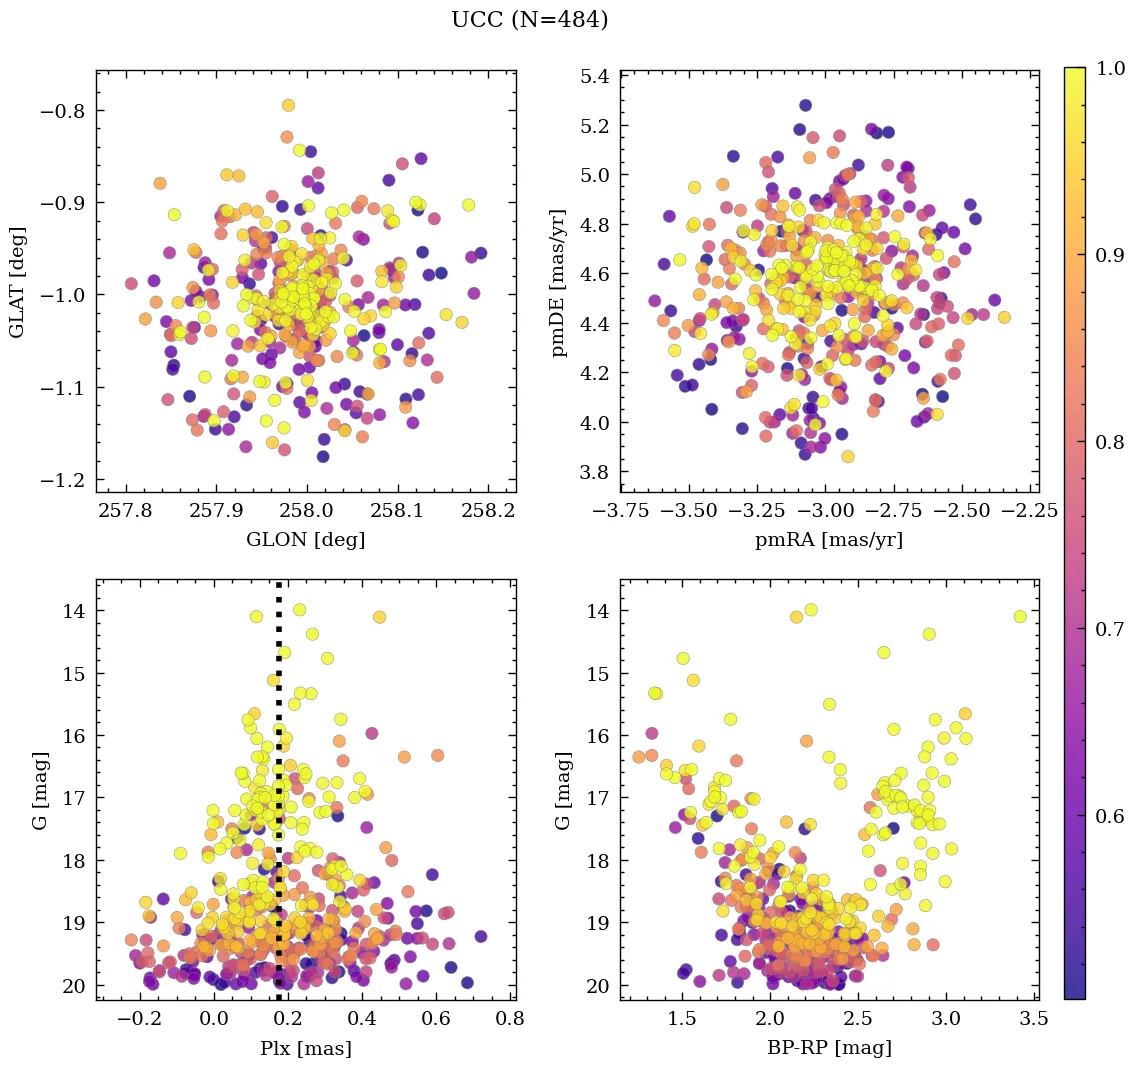 UCC (N=484)
−0.8
−0.9
−1.0
−1.1
−1.2
GLAT [deg]
257.8 257.9 258.0 258.1 258.2
GLON [deg]
5.4
5.2
5.0
4.8
4.6
4.4
4.2
4.0
3.8
pmDE [mas/yr]
−3.75 −3.50 −3.25 −3.00 −2.75 −2.50 −2.25
pmRA [mas/yr]
14
15
16
17
18
19
20
G [mag]
−0.2 0.0 0.2 0.4 0.6 0.8
Plx [mas]
14
15
16
17
18
19
20
G [mag]
1.5 2.0 2.5 3.0 3.5
BP-RP [mag]
1.0
0.9
0.8
0.7
0.6